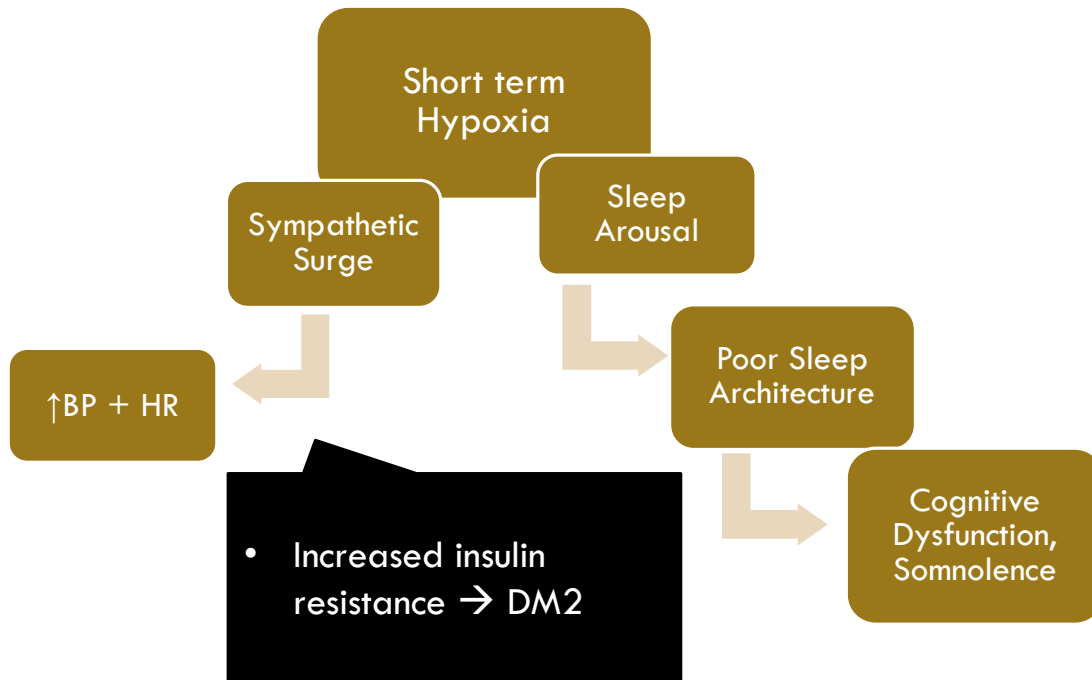 Short term
Hypoxia
Sympathetic
Surge
Sleep
Arousal
↑BP + HR
Poor Sleep
Architecture
• Increased insulin
resistance → DM2
Cognitive
Dysfunction,
Somnolence